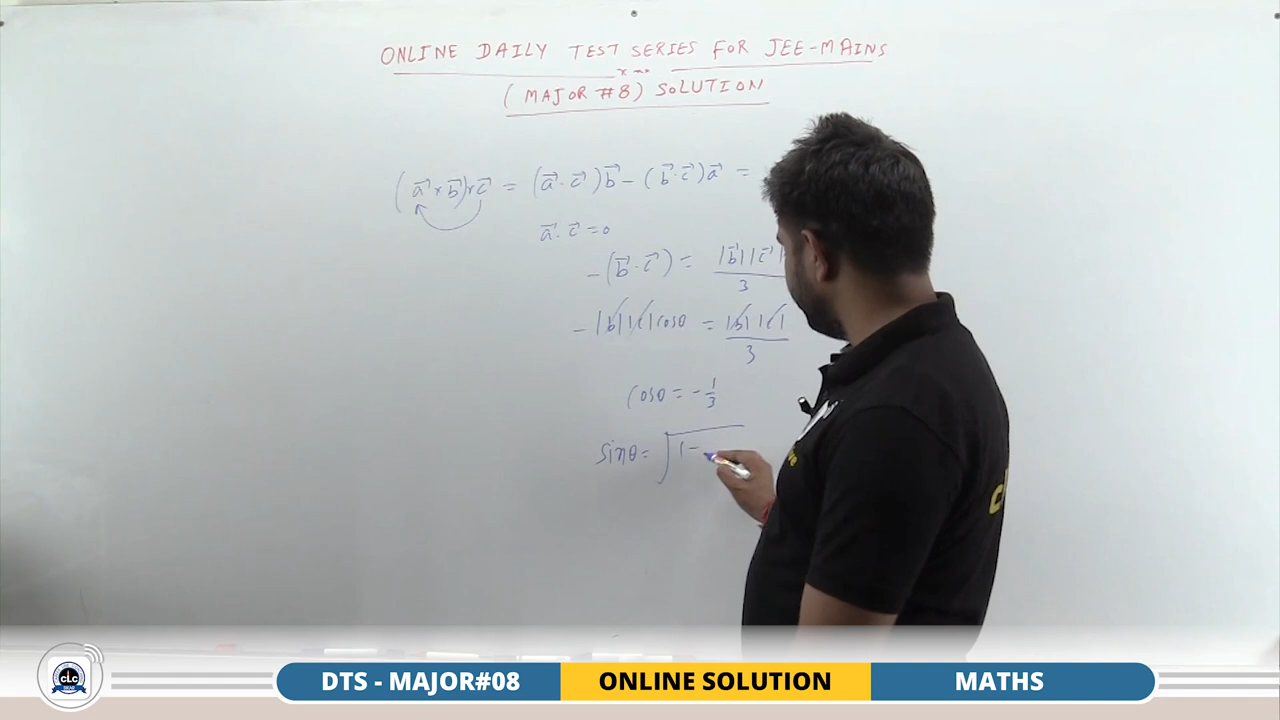 ONLINE DAILY TEST SERIES FOR JEE-MAINS
(MAJOR #8) SOLUTION
(a⃗ × b⃗) × c⃗ = (a⃗ · c⃗)b⃗ − (b⃗ · c⃗)a⃗ =
a⃗ · c⃗ = 0
−(b⃗ · c⃗) = |b⃗||c⃗| / 3
−|b||c|cosθ = |b||c| / 3
cosθ = −1/3
sinθ = √1−
cLc
DTS - MAJOR#08 ONLINE SOLUTION MATHS